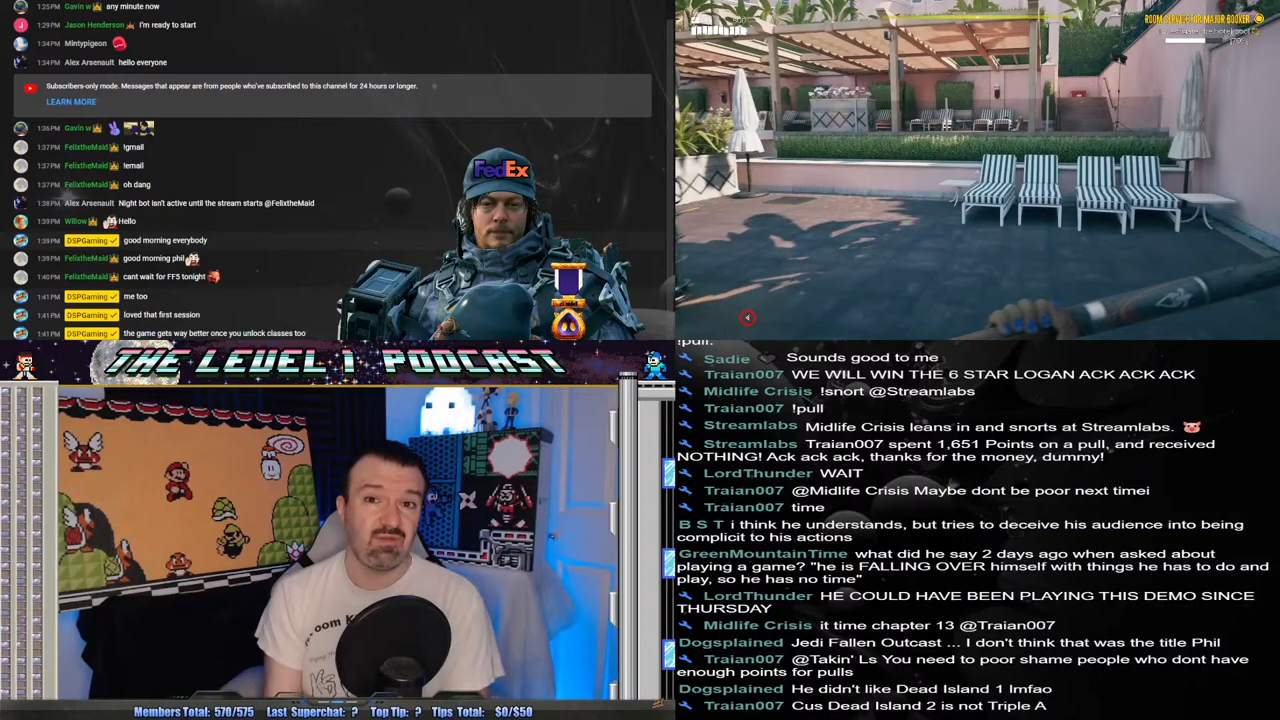 1:25PM Gavin w any minute now
1:29PM Jason Henderson I'm ready to start
1:34PM Mintypigeon
1:34PM Alex Arsenault hello everyone
Subscribers-only mode. Messages that appear are from people who've subscribed to this channel for 24 hours or longer.
LEARN MORE
1:36PM Gavin w
1:37PM FelixtheMaid !gmail
1:37PM FelixtheMaid !email
1:37PM FelixtheMaid oh dang
1:38PM Alex Arsenault Night bot isn't active until the stream starts @FelixtheMaid
1:39PM Willow Hello
1:39PM DSPGaming good morning everybody
1:39PM FelixtheMaid good morning phil
1:40PM FelixtheMaid cant wait for FF5 tonight
1:41PM DSPGaming me too
1:41PM DSPGaming loved that first session
1:41PM DSPGaming the game gets way better once you unlock classes too
FedEx
ROOM SERVICE FOR MAJOR BOOKER
Investigate the hotel pool
THE LEVEL 1 PODCAST
Members Total: 570/575 Last Superchat: ? Top Tip: ? Tips Total: $0/$50
!pull.
Sadie Sounds good to me
Traian007 WE WILL WIN THE 6 STAR LOGAN ACK ACK ACK
Midlife Crisis !snort @Streamlabs
Traian007 !pull
Streamlabs Midlife Crisis leans in and snorts at Streamlabs. 🐷
Streamlabs Traian007 spent 1,651 Points on a pull, and received
NOTHING! Ack ack ack, thanks for the money, dummy!
LordThunder WAIT
Traian007 @Midlife Crisis Maybe dont be poor next timei
Traian007 time
B S T i think he understands, but tries to deceive his audience into being
complicit to his actions
GreenMountainTime what did he say 2 days ago when asked about
playing a game? "he is FALLING OVER himself with things he has to do and
play, so he has no time"
LordThunder HE COULD HAVE BEEN PLAYING THIS DEMO SINCE
THURSDAY
Midlife Crisis it time chapter 13 @Traian007
Dogsplained Jedi Fallen Outcast ... I don't think that was the title Phil
Traian007 @Takin' Ls You need to poor shame people who dont have
enough points for pulls
Dogsplained He didn't like Dead Island 1 lmfao
Traian007 Cus Dead Island 2 is not Triple A